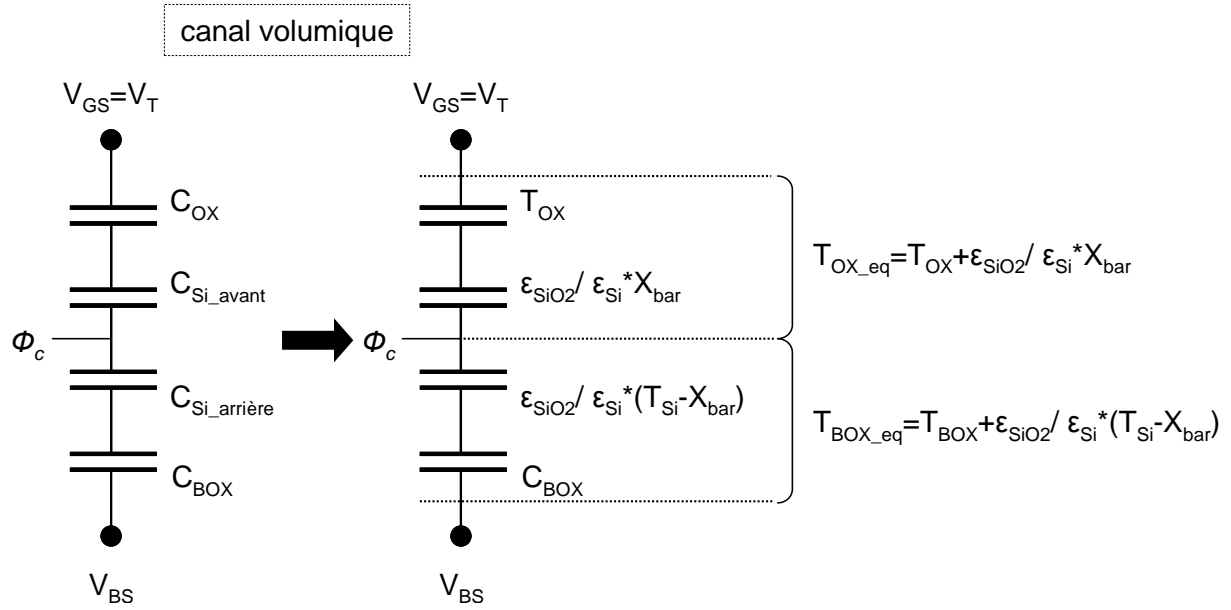 canal volumique
V_GS=V_T
C_OX
C_Si_avant
Φ_c
C_Si_arrière
C_BOX
V_BS
V_GS=V_T
T_OX
ε_SiO2/ ε_Si*X_bar
Φ_c
ε_SiO2/ ε_Si*(T_Si-X_bar)
C_BOX
V_BS
T_OX_eq=T_OX+ε_SiO2/ ε_Si*X_bar
T_BOX_eq=T_BOX+ε_SiO2/ ε_Si*(T_Si-X_bar)